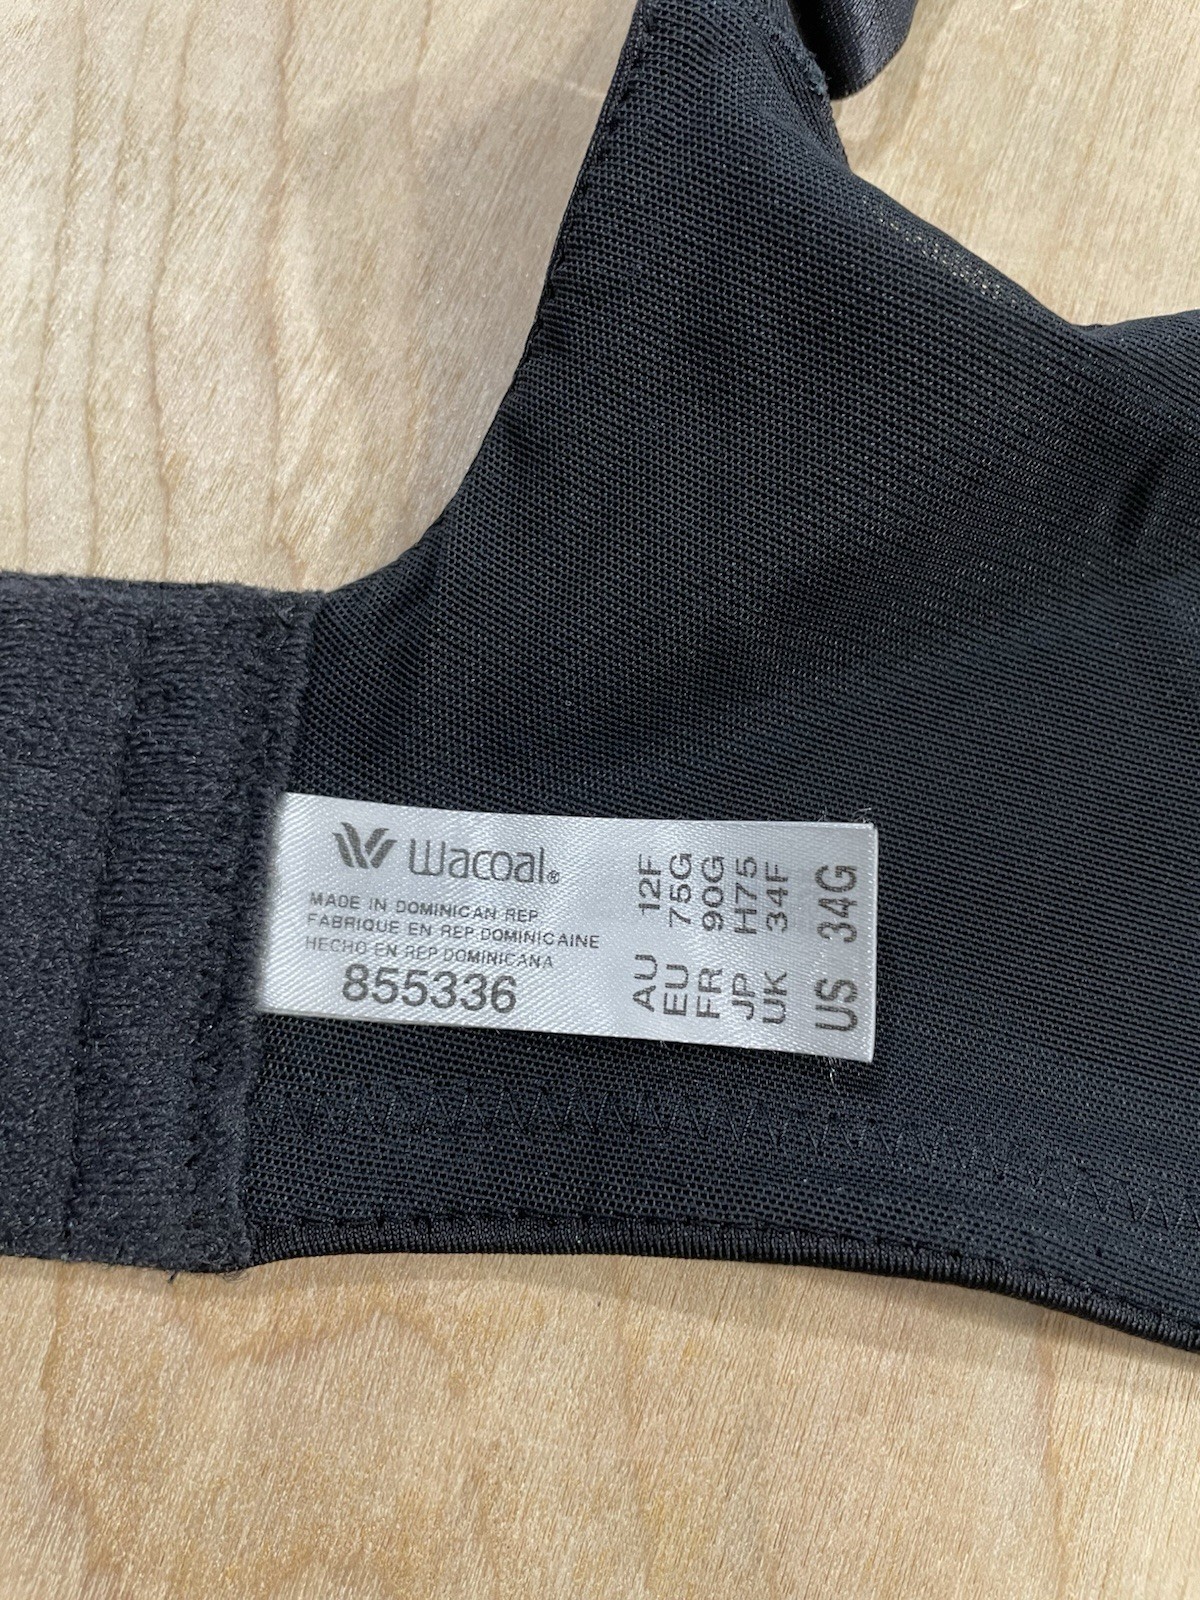 Wacoal®
MADE IN DOMINICAN REP.
FABRIQUE EN REP.DOMINICAINE
HECHO EN REP.DOMINICANA
855336
AU 12F
EU 75G
FR 90G
JP H75
UK 34F
US 34G